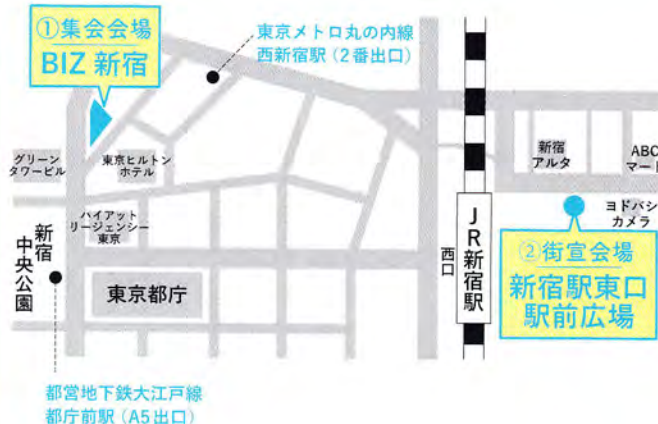 ①集会会場
BIZ 新宿
東京メトロ丸の内線
西新宿駅（2番出口）
グリーン
タワービル
東京ヒルトン
ホテル
新宿
アルタ
ABC
マート
ハイアット
リージェンシー
東京
ヨドバシ
カメラ
新宿
中央公園
東京都庁
西口
JR新宿駅
②街宣会場
新宿駅東口
駅前広場
都営地下鉄大江戸線
都庁前駅（A5出口）